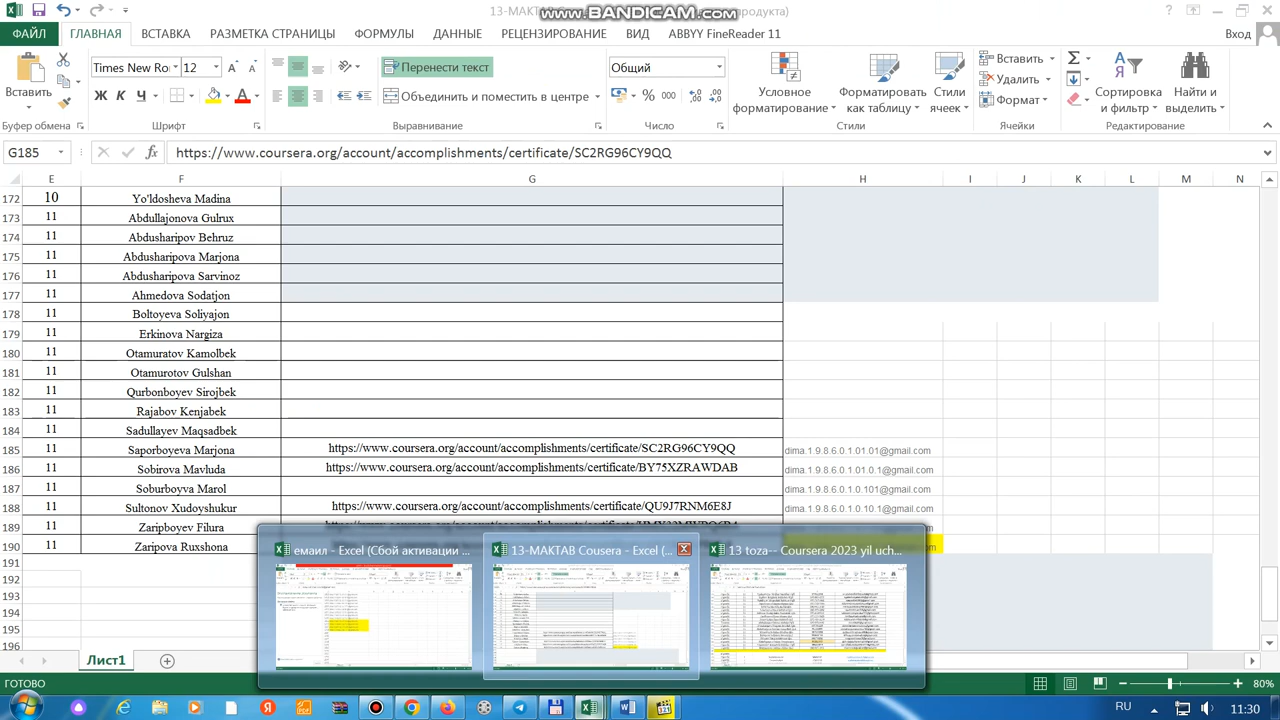 13-МАКТАВ
www.BANDICAM.com
продукта)
ФАЙЛ ГЛАВНАЯ ВСТАВКА РАЗМЕТКА СТРАНИЦЫ ФОРМУЛЫ ДАННЫЕ РЕЦЕНЗИРОВАНИЕ ВИД ABBYY FineReader 11 Вход
Times New Ro 12 Перенести текст Общий
Вставить
Ж К Ч Объединить и поместить в центре % 000
Условное форматирование
Форматировать как таблицу
Стили ячеек
Вставить
Удалить
Формат
Сортировка и фильтр
Найти и выделить
Буфер обмена Шрифт Выравнивание Число Стили Ячейки Редактирование
G185 fx https://www.coursera.org/account/accomplishments/certificate/SC2RG96CY9QQ
E F G H I J K L M N
172 10 Yo'ldosheva Madina
173 11 Abdullajonova Gulrux
174 11 Abdusharipov Behruz
175 11 Abdusharipova Marjona
176 11 Abdusharipova Sarvinoz
177 11 Ahmedova Sodatjon
178 11 Boltoyeva Soliyajon
179 11 Erkinova Nargiza
180 11 Otamuratov Kamolbek
181 11 Otamurotov Gulshan
182 11 Qurbonboyev Sirojbek
183 11 Rajabov Kenjabek
184 11 Sadullayev Maqsadbek
185 11 Saporboyeva Marjona https://www.coursera.org/account/accomplishments/certificate/SC2RG96CY9QQ dima.1.9.8.6.0.1.01.01@gmail.com
186 11 Sobirova Mavluda https://www.coursera.org/account/accomplishments/certificate/BY75XZRAWDAB dima.1.9.8.6.0.1.01.0.1@gmail.com
187 11 Soburboyva Marol dima.1.9.8.6.0.1.0.101@gmail.com
188 11 Sultonov Xudoyshukur https://www.coursera.org/account/accomplishments/certificate/QU9J7RNM6E8J dima.1.9.8.6.0.1.0.10.1@gmail.com
189 11 Zaripboyev Filura
190 11 Zaripova Ruxshona
191
192
193
194
195
196
емаил - Excel (Сбой активации ...
13-МАКТАВ Cousera - Excel (...
13 toza-- Coursera 2023 yil uch...
Лист1
ГОТОВО 80%
RU 11:30